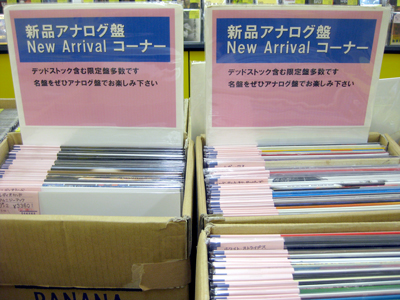 新品アナログ盤
New Arrival コーナー
デッドストック含む限定盤多数です
名盤をぜひアナログ盤でお楽しみ下さい
新品アナログ盤
New Arrival コーナー
デッドストック含む限定盤多数です
名盤をぜひアナログ盤でお楽しみ下さい
BANANA